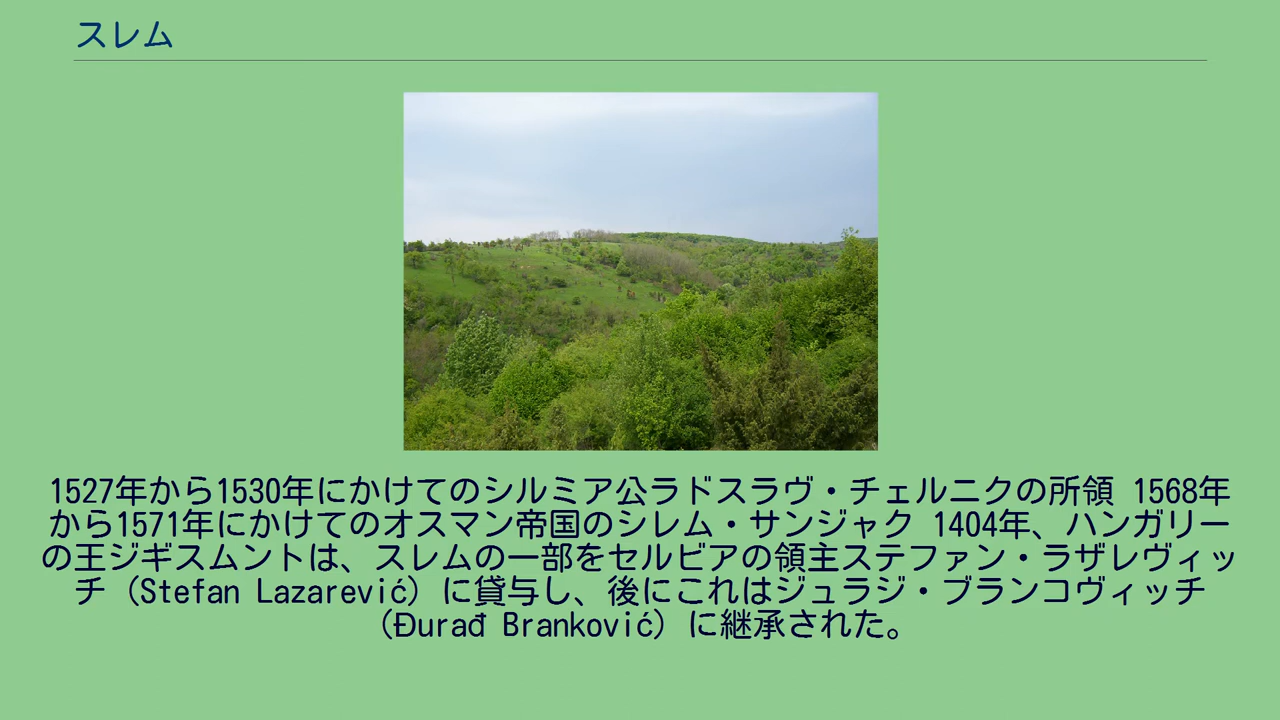 スレム
1527年から1530年にかけてのシルミア公ラドスラヴ・チェルニクの所領 1568年
から1571年にかけてのオスマン帝国のシレム・サンジャク 1404年、ハンガリー
の王ジギスムントは、スレムの一部をセルビアの領主ステファン・ラザレヴィッ
チ（Stefan Lazarević）に貸与し、後にこれはジュラジ・ブランコヴィッチ
（Đurađ Branković）に継承された。